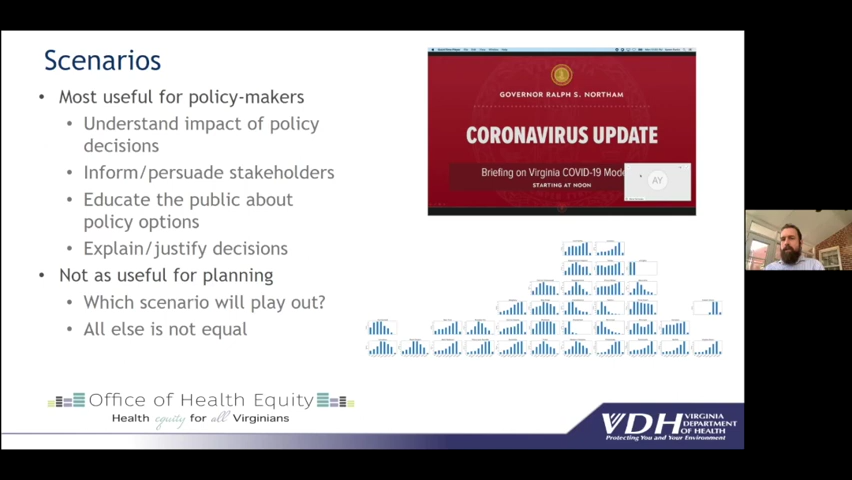 Scenarios
• Most useful for policy-makers
• Understand impact of policy
decisions
• Inform/persuade stakeholders
• Educate the public about
policy options
• Explain/justify decisions
• Not as useful for planning
• Which scenario will play out?
• All else is not equal
GOVERNOR RALPH S. NORTHAM
CORONAVIRUS UPDATE
Briefing on Virginia COVID-19 Mode
STARTING AT NOON
AY
Office of Health Equity
Health equity for all Virginians
VDH VIRGINIA
DEPARTMENT
OF HEALTH
Protecting You and Your Environment